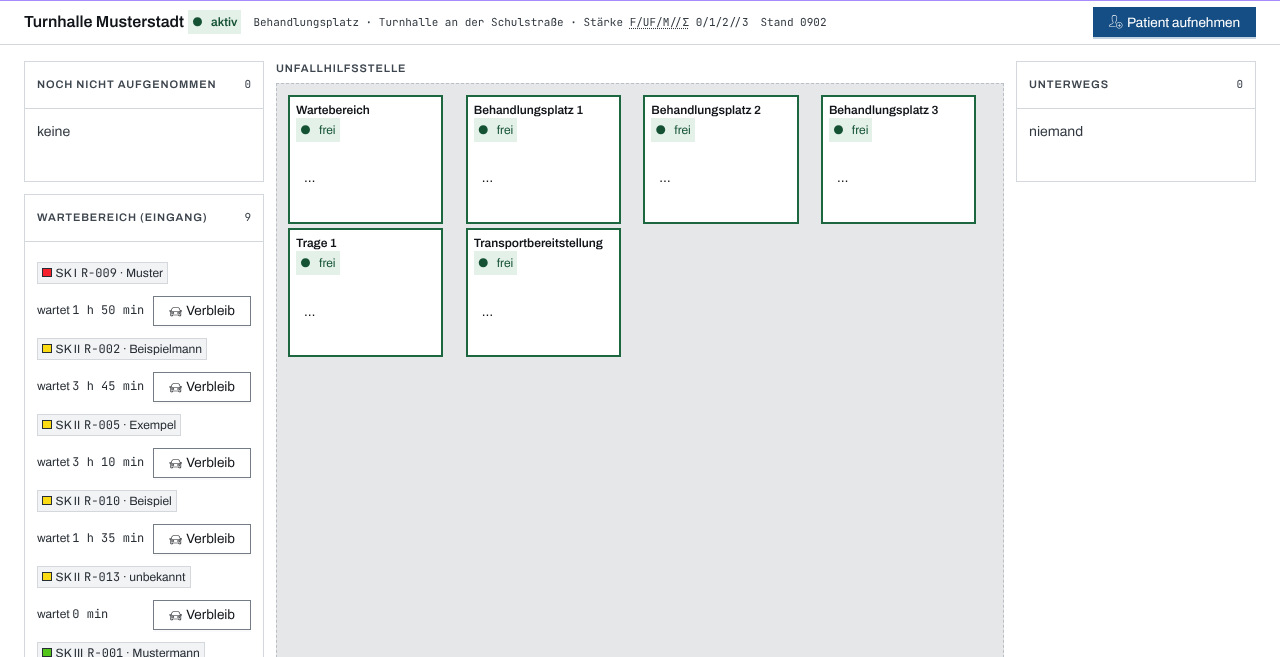 Turnhalle Musterstadt aktiv Behandlungsplatz · Turnhalle an der Schulstraße · Stärke F/UF/M//Σ 0/1/2//3 Stand 0902 Patient aufnehmen
NOCH NICHT AUFGENOMMEN 0
keine
WARTEBEREICH (EINGANG) 9
SK I R-009 · Muster
wartet 1 h 50 min Verbleib
SK II R-002 · Beispielmann
wartet 3 h 45 min Verbleib
SK II R-005 · Exempel
wartet 3 h 10 min Verbleib
SK II R-010 · Beispiel
wartet 1 h 35 min Verbleib
SK II R-013 · unbekannt
wartet 0 min Verbleib
SK III R-001 · Mustermann
UNFALLHILFSSTELLE
Wartebereich
frei
...
Behandlungsplatz 1
frei
...
Behandlungsplatz 2
frei
...
Behandlungsplatz 3
frei
...
Trage 1
frei
...
Transportbereitstellung
frei
...
UNTERWEGS 0
niemand